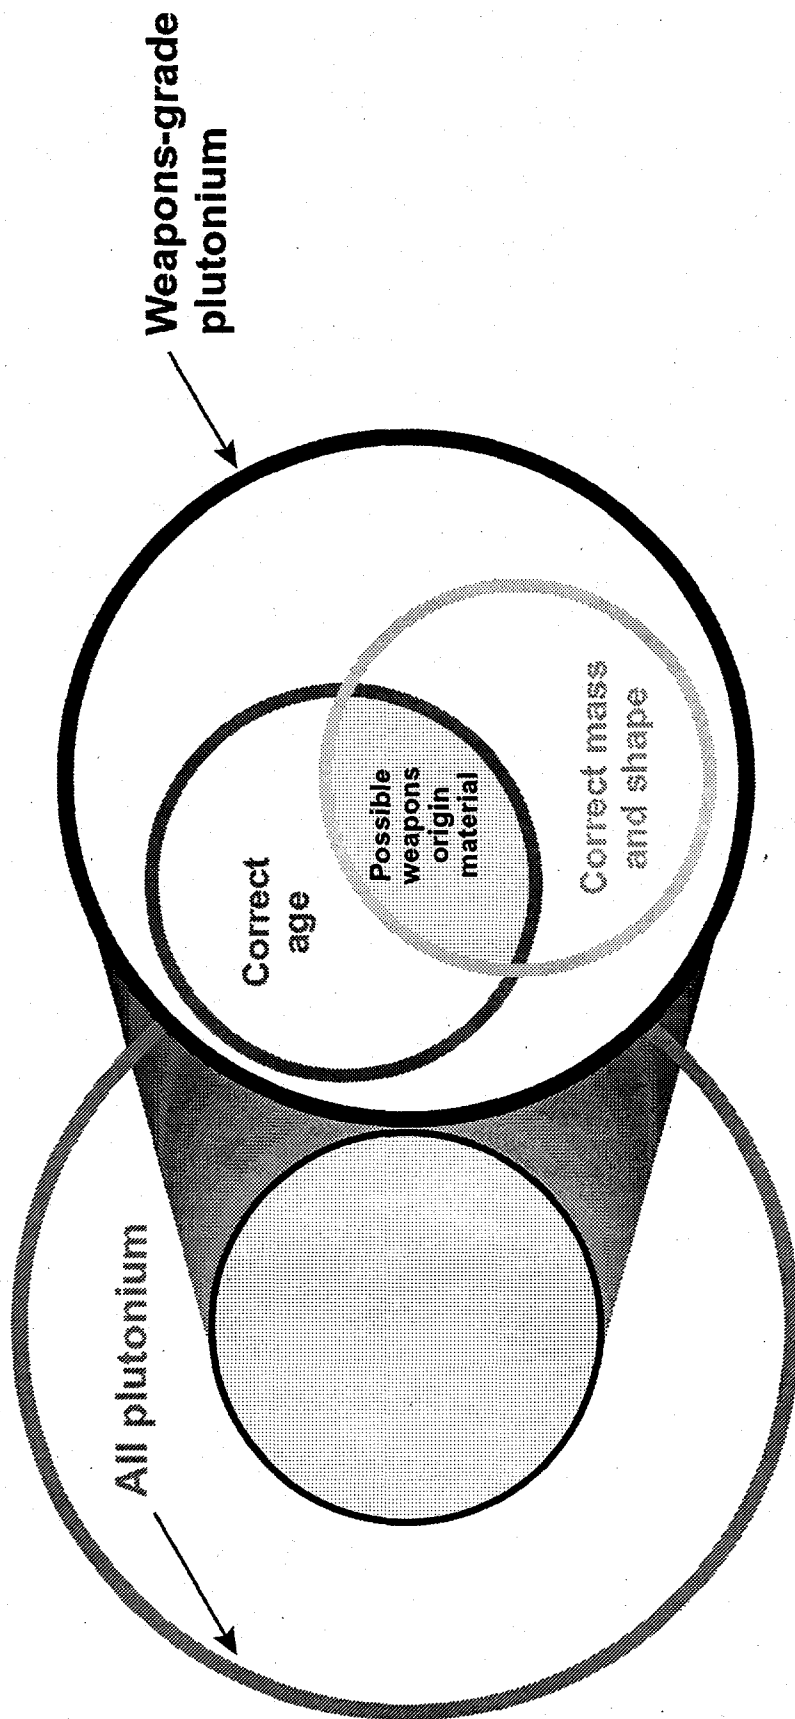 All plutonium
Weapons-grade
plutonium
Correct
age
Possible
weapons
origin
material
Correct mass
and shape